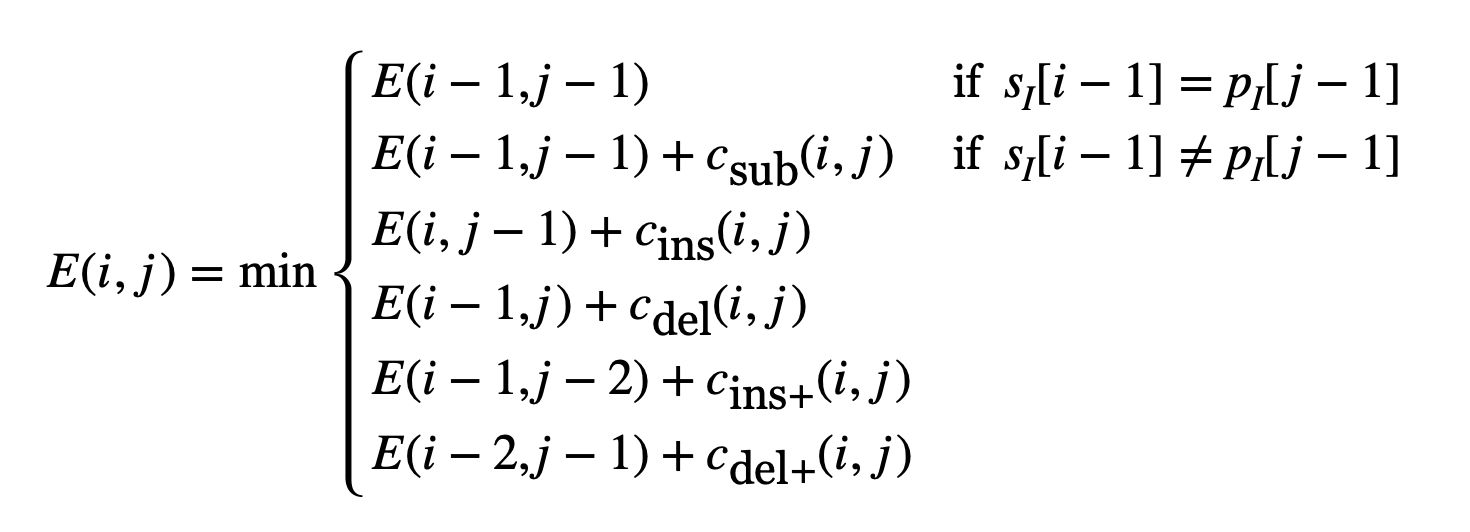 E(i − 1,j − 1) if s_I[i − 1] = p_I[j − 1]
E(i − 1,j − 1) + c_sub(i, j) if s_I[i − 1] ≠ p_I[j − 1]
E(i, j − 1) + c_ins(i, j)
E(i, j) = min {
E(i − 1,j) + c_del(i, j)
E(i − 1,j − 2) + c_ins+(i, j)
E(i − 2,j − 1) + c_del+(i, j)